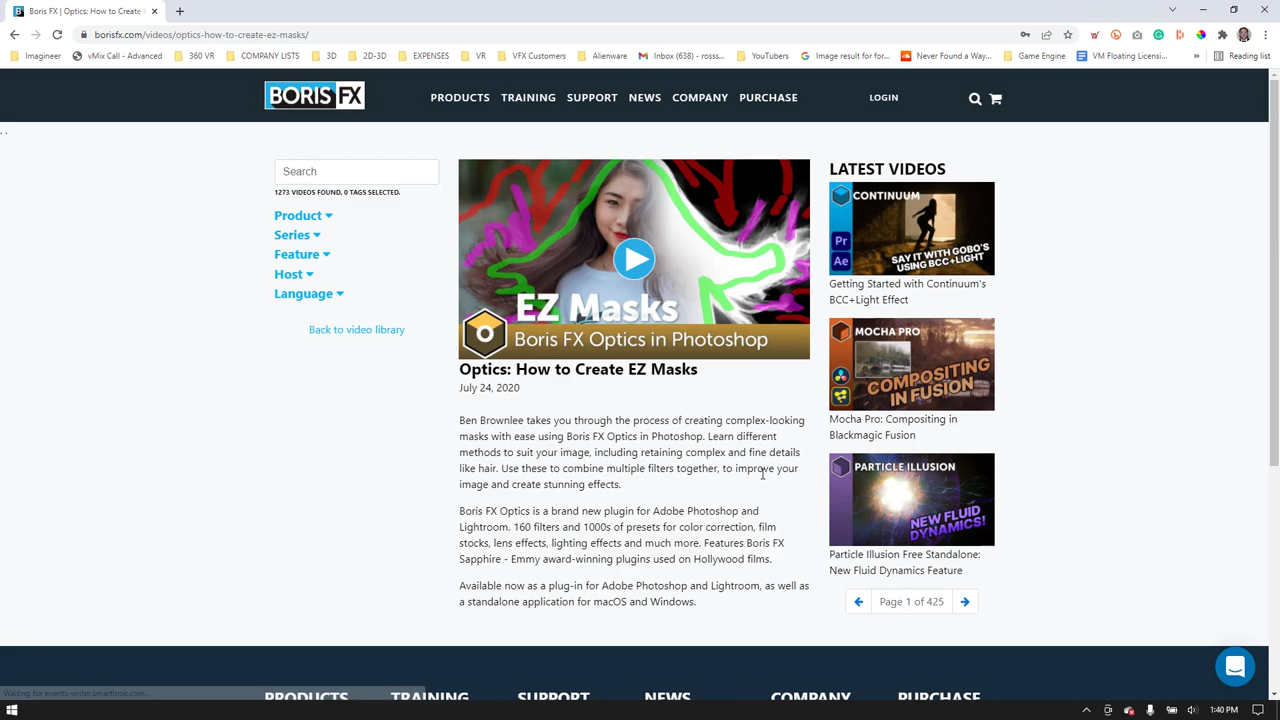 Boris FX | Optics: How to Create
borisfx.com/videos/optics-how-to-create-ez-masks/
Imagineer
vMix Call - Advanced
360 VR
COMPANY LISTS
3D
2D-3D
EXPENSES
VR
VFX Customers
Alienware
Inbox (638) - rosss...
YouTubers
Image result for for...
Never Found a Way...
Game Engine
VM Floating Licensi...
Reading list
BORIS FX
PRODUCTS
TRAINING
SUPPORT
NEWS
COMPANY
PURCHASE
LOGIN
Search
1273 VIDEOS FOUND. 0 TAGS SELECTED.
Product
Series
Feature
Host
Language
Back to video library
EZ Masks
Boris FX Optics in Photoshop
Optics: How to Create EZ Masks
July 24, 2020
Ben Brownlee takes you through the process of creating complex-looking
masks with ease using Boris FX Optics in Photoshop. Learn different
methods to suit your image, including retaining complex and fine details
like hair. Use these to combine multiple filters together, to improve your
image and create stunning effects.
Boris FX Optics is a brand new plugin for Adobe Photoshop and
Lightroom. 160 filters and 1000s of presets for color correction, film
stocks, lens effects, lighting effects and much more. Features Boris FX
Sapphire - Emmy award-winning plugins used on Hollywood films.
Available now as a plug-in for Adobe Photoshop and Lightroom, as well as
a standalone application for macOS and Windows.
LATEST VIDEOS
CONTINUUM
Pr
Ae
SAY IT WITH GOBO'S
USING BCC+LIGHT
Getting Started with Continuum's
BCC+Light Effect
MOCHA PRO
COMPOSITING
IN FUSION
Mocha Pro: Compositing in
Blackmagic Fusion
PARTICLE ILLUSION
NEW FLUID
DYNAMICS!
Particle Illusion Free Standalone:
New Fluid Dynamics Feature
Page 1 of 425
Waiting for events-writer.smartlook.com...
PRODUCTS
TRAINING
SUPPORT
NEWS
COMPANY
PURCHASE
1:40 PM